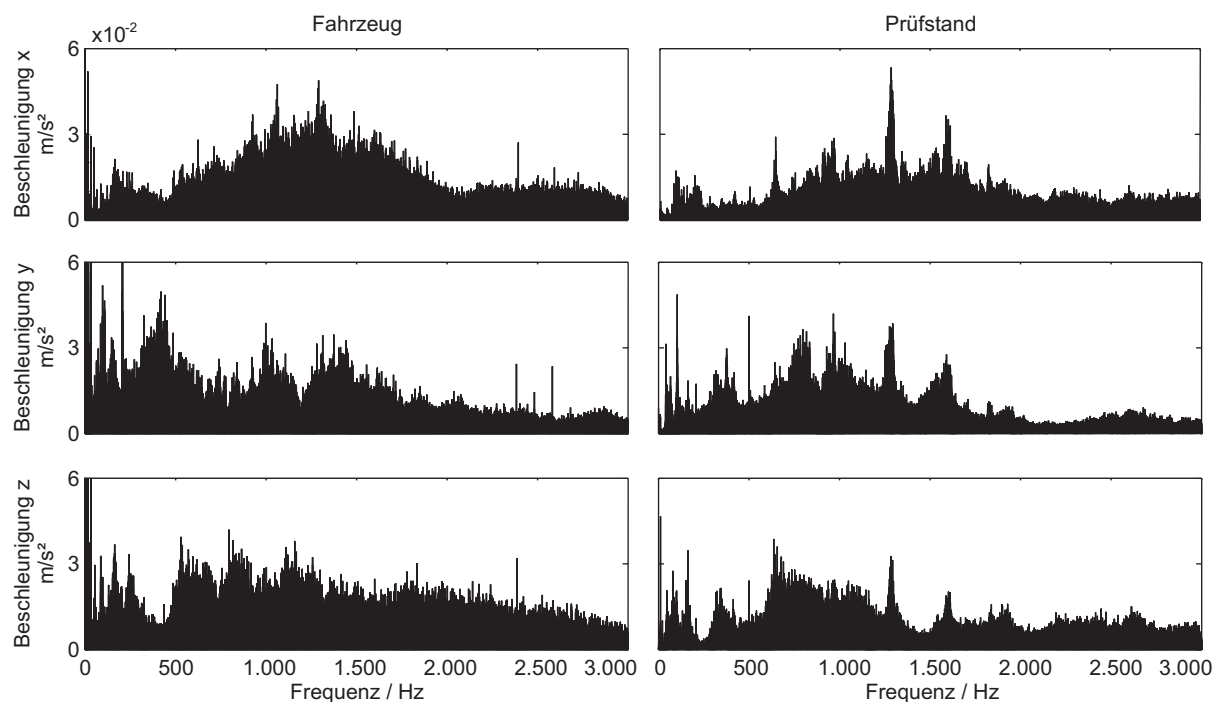 Fahrzeug
Prüfstand
x10⁻²
Beschleunigung x
m/s²
6
3
0
Beschleunigung y
m/s²
6
3
0
Beschleunigung z
m/s²
6
3
0
0 500 1.000 1.500 2.000 2.500 3.000
Frequenz / Hz
0 500 1.000 1.500 2.000 2.500 3.000
Frequenz / Hz